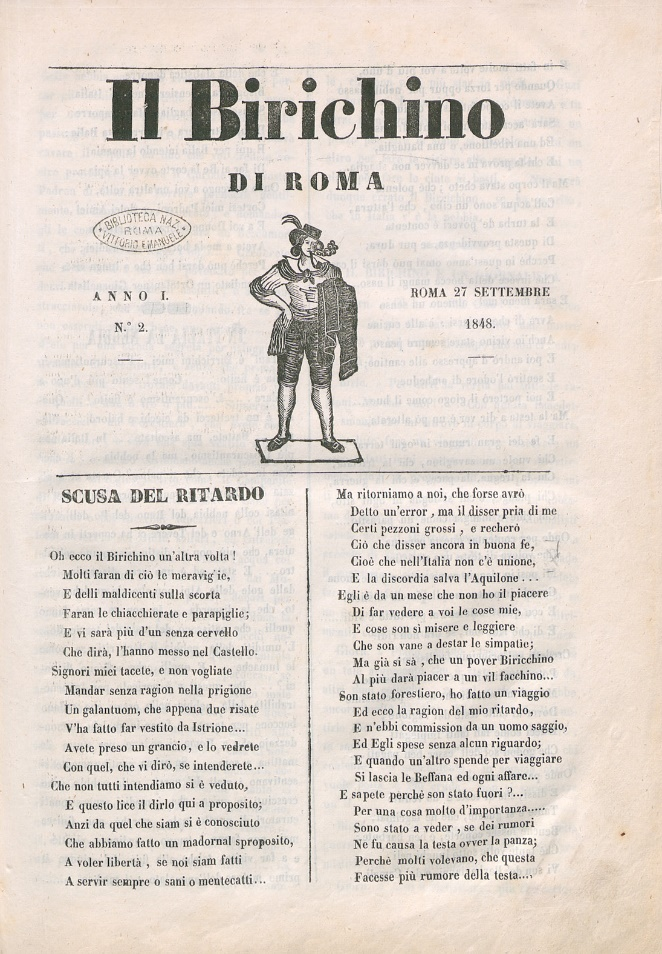 Il Birichino
DI ROMA
BIBLIOTECA NAZ.
ROMA
VITTORIO EMANUELE
ANNO I.
N.° 2.
ROMA 27 SETTEMBRE
1848.
SCUSA DEL RITARDO
Oh ecco il Birichino un'altra volta !
Molti faran di ciò le meraviglie,
E delli maldicenti sulla scorta
Faran le chiacchierate e parapiglie;
E vi sarà più d'un senza cervello
Che dirà, l'hanno messo nel Castello.
Signori miei tacete, e non vogliate
Mandar senza ragion nella prigione
Un galantuom, che appena due risate
V'ha fatto far vestito da Istrione...
Avete preso un grancio, e lo vedrete
Con quel, che vi dirò, se intenderete...
Che non tutti intendiamo si è veduto,
E questo lice il dirlo qui a proposito;
Anzi da quel che siam si è conosciuto
Che abbiamo fatto un madornal sproposito,
A voler libertà , se noi siam fatti
A servir sempre o sani o mentecatti...
Ma ritorniamo a noi, che forse avrò
Detto un'error , ma il disser pria di me
Certi pezzoni grossi , e recherò
Ciò che disser ancora in buona fe,
Cioè che nell'Italia non c'è unione,
E la discordia salva l'Aquilone . . .
Egli è da un mese che non ho il piacere
Di far vedere a voi le cose mie,
E cose son sì misere e leggiere
Che son vane a destar le simpatie;
Ma già si sà , che un pover Biricchino
Al più darà piacer a un vil facchino...
Son stato forestiero, ho fatto un viaggio
Ed ecco la ragion del mio ritardo,
E n'ebbi commission da un uomo saggio,
Ed Egli spese senza alcun riguardo;
E quando un'altro spende per viaggiare
Si lascia le Beffana ed ogni affare...
E sapete perchè son stato fuori ?...
Per una cosa molto d'importanza.....
Sono stato a veder , se dei rumori
Ne fu causa la testa ovver la panza;
Perchè molti volevano, che questa
Facesse più rumore della testa....